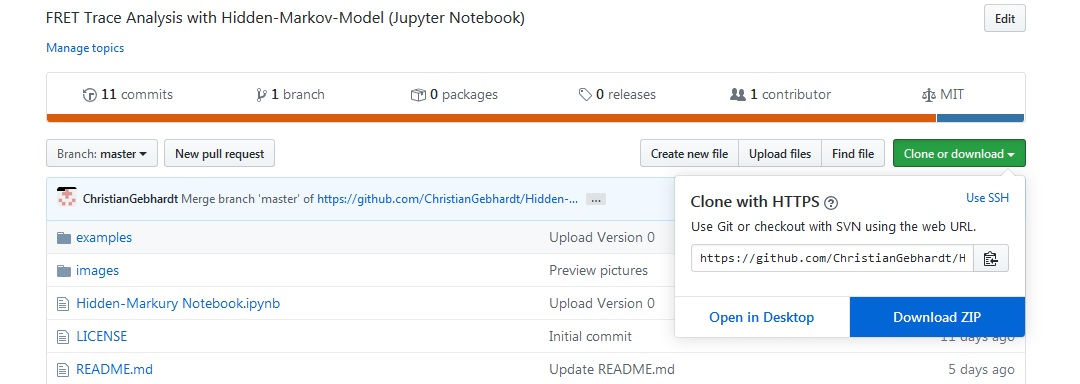 FRET Trace Analysis with Hidden-Markov-Model (Jupyter Notebook)
Edit
Manage topics
11 commits
1 branch
0 packages
0 releases
1 contributor
MIT
Branch: master
New pull request
Create new file
Upload files
Find file
Clone or download
ChristianGebhardt Merge branch 'master' of https://github.com/ChristianGebhardt/Hidden-... ...
Clone with HTTPS
Use SSH
Use Git or checkout with SVN using the web URL.
https://github.com/ChristianGebhardt/H
Open in Desktop
Download ZIP
examples
Upload Version 0
images
Preview pictures
Hidden-Markury Notebook.ipynb
Upload Version 0
LICENSE
Initial commit
11 days ago
README.md
Update README.md
5 days ago